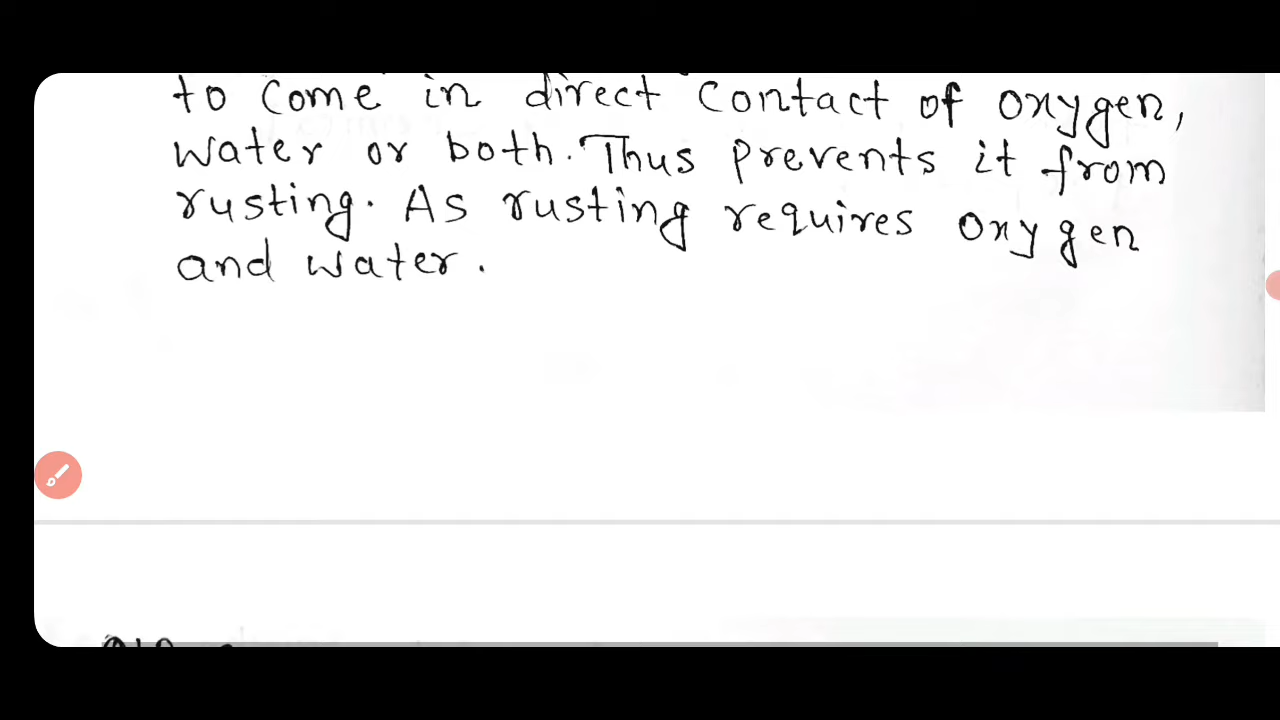 to come in direct contact of oxygen,
water or both. Thus prevents it from
rusting. As rusting requires oxygen
and water.